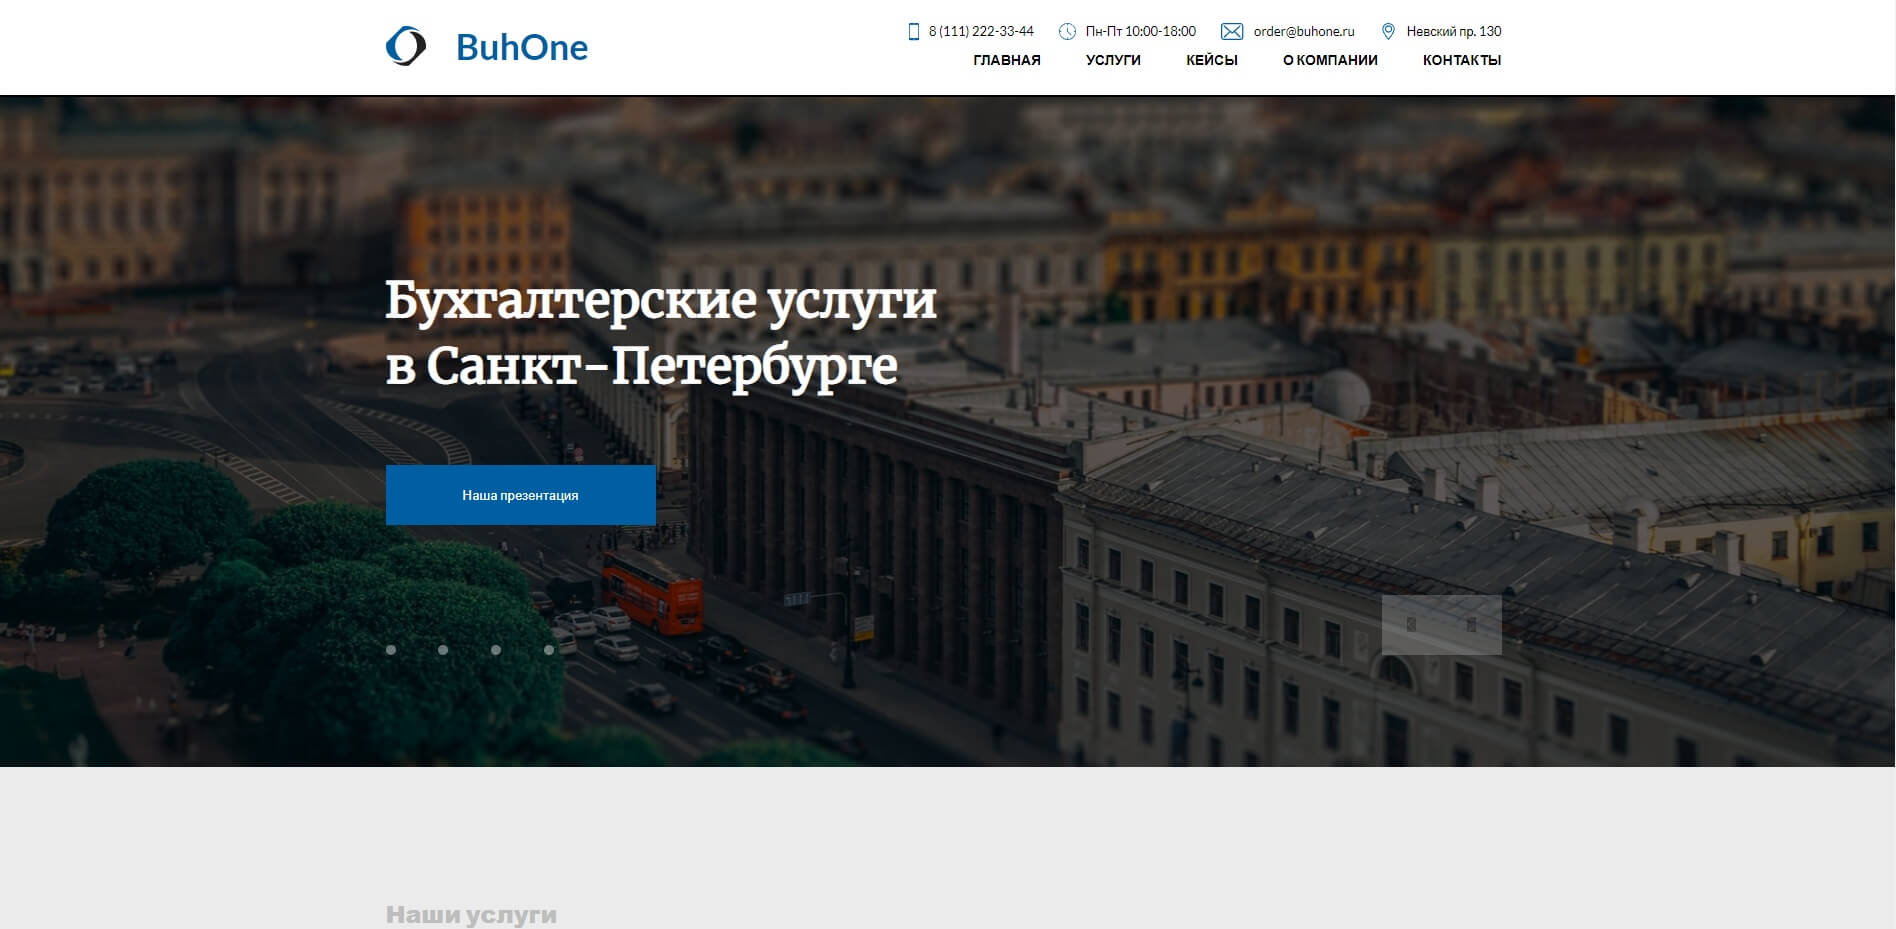 BuhOne
8 (111) 222-33-44 Пн-Пт 10:00-18:00 order@buhone.ru Невский пр. 130
ГЛАВНАЯ УСЛУГИ КЕЙСЫ О КОМПАНИИ КОНТАКТЫ
Бухгалтерские услуги
в Санкт-Петербурге
Наша презентация
Наши услуги